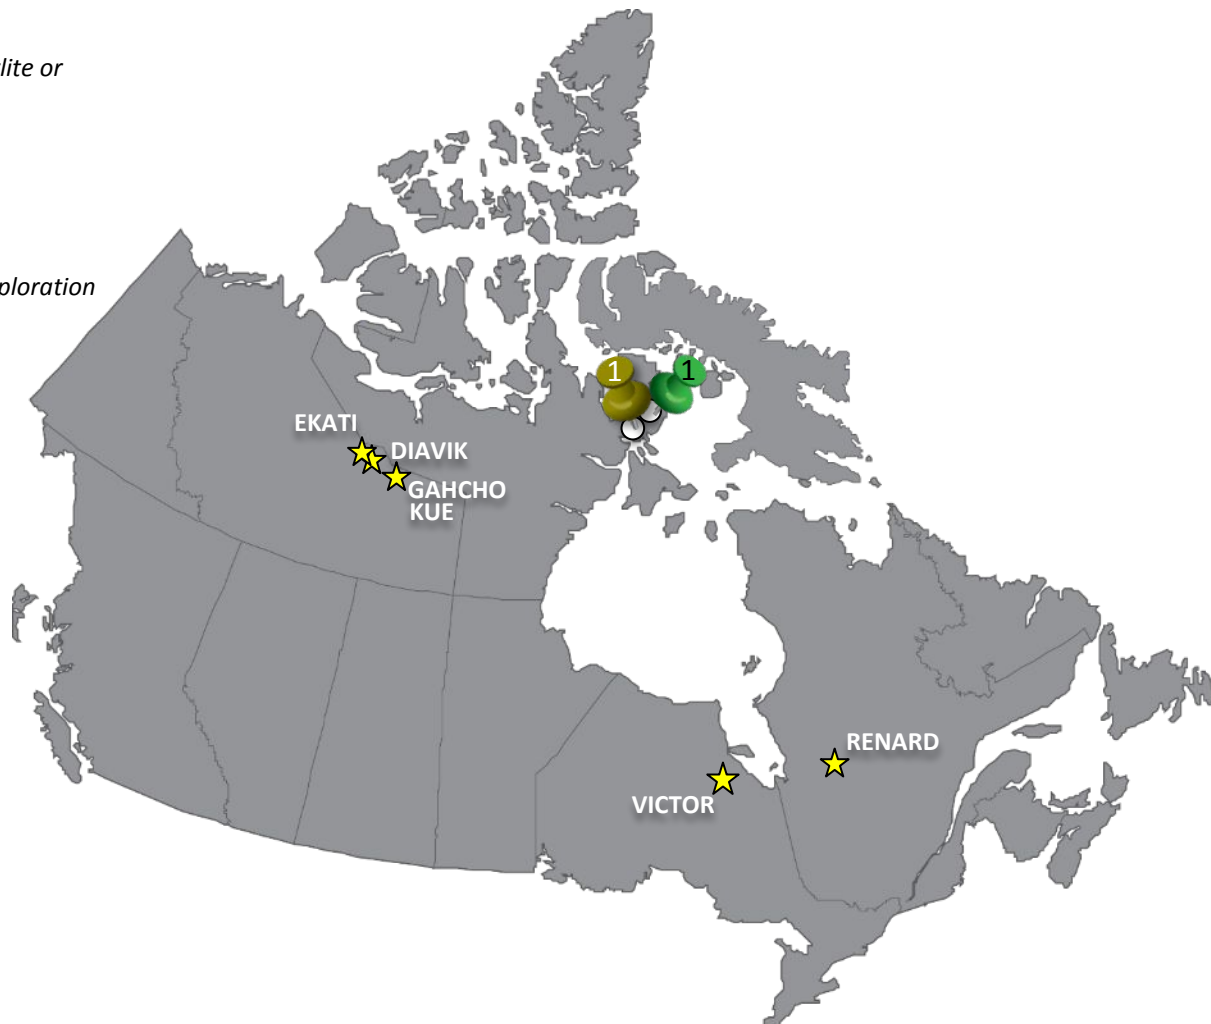 lite or
ploration
1
1
EKATI
DIAVIK
GAHCHO
KUE
RENARD
VICTOR